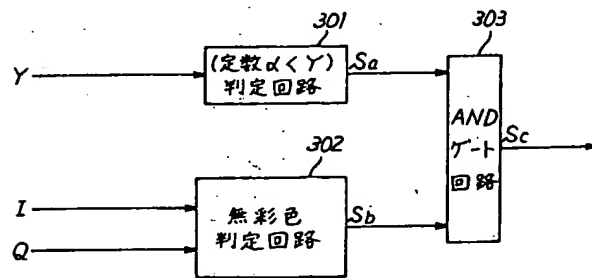 301
(定数α<Y)
判定回路
Y
Sa
303
AND
ゲート
回路
Sc
302
無彩色
判定回路
I
Q
Sb